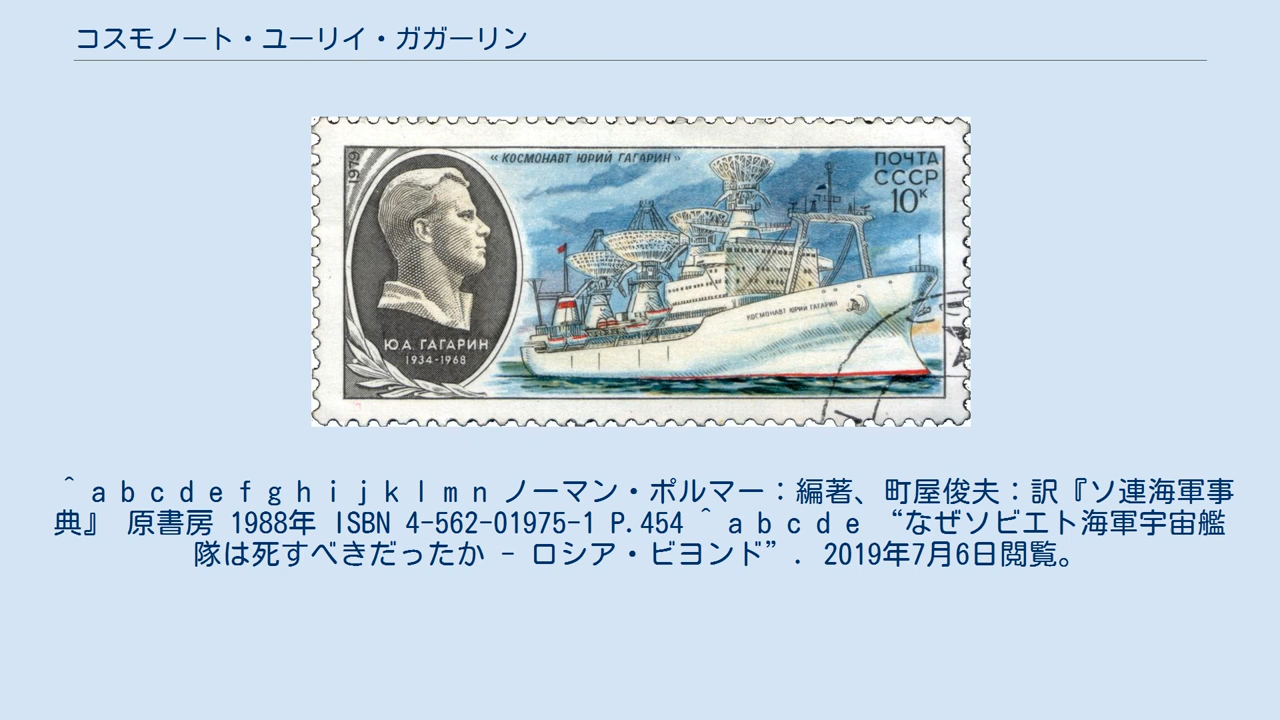 コスモノート・ユーリイ・ガガーリン
1979
« КОСМОНАВТ ЮРИЙ ГАГАРИН »
ПОЧТА
СССР
10к
КОСМОНАВТ ЮРИЙ ГАГАРИН
Ю.А. ГАГАРИН
1934-1968
^ a b c d e f g h i j k l m n ノーマン・ポルマー：編著、町屋俊夫：訳『ソ連海軍事
典』 原書房 1988年 ISBN 4-562-01975-1 P.454 ^ a b c d e “なぜソビエト海軍宇宙艦
隊は死すべきだったか - ロシア・ビヨンド”. 2019年7月6日閲覧。